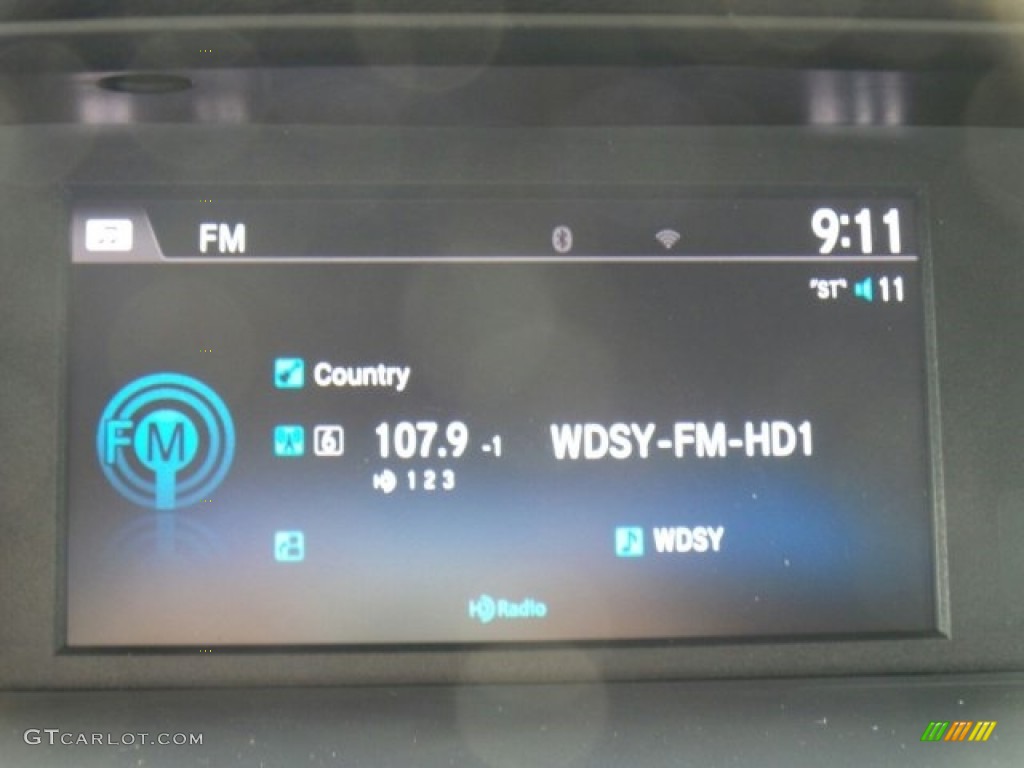 FM 9:11
"ST" 11
Country
FM 6 107.9 -1 WDSY-FM-HD1
HD 1 2 3
WDSY
HD Radio
GTCARLOT.COM